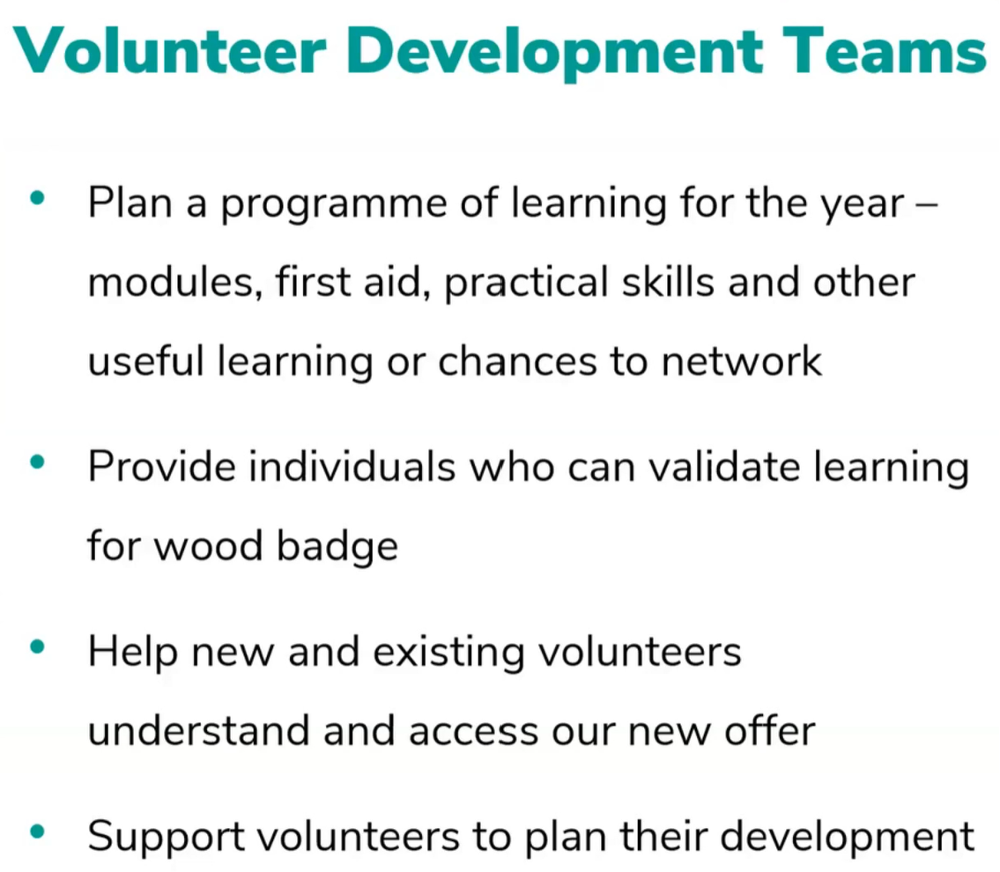 Volunteer Development Teams
• Plan a programme of learning for the year –
modules, first aid, practical skills and other
useful learning or chances to network
• Provide individuals who can validate learning
for wood badge
• Help new and existing volunteers
understand and access our new offer
• Support volunteers to plan their development